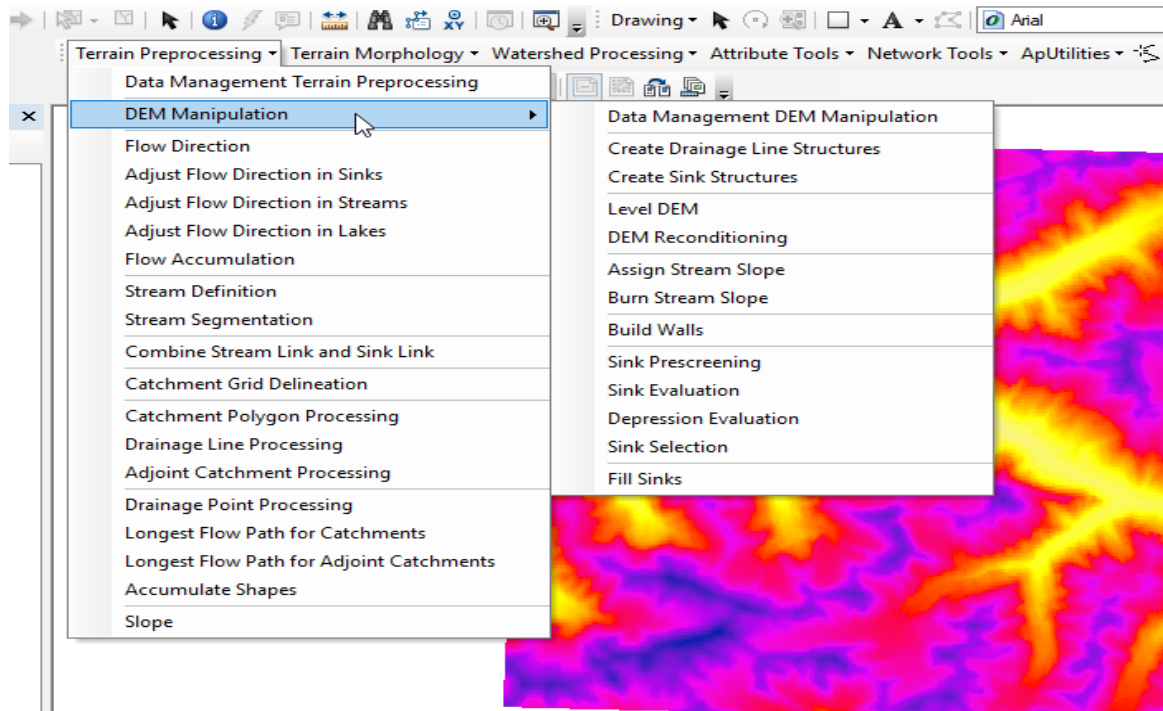 Drawing A Arial
Terrain Preprocessing Terrain Morphology Watershed Processing Attribute Tools Network Tools ApUtilities
Data Management Terrain Preprocessing
DEM Manipulation
Flow Direction
Adjust Flow Direction in Sinks
Adjust Flow Direction in Streams
Adjust Flow Direction in Lakes
Flow Accumulation
Stream Definition
Stream Segmentation
Combine Stream Link and Sink Link
Catchment Grid Delineation
Catchment Polygon Processing
Drainage Line Processing
Adjoint Catchment Processing
Drainage Point Processing
Longest Flow Path for Catchments
Longest Flow Path for Adjoint Catchments
Accumulate Shapes
Slope
Data Management DEM Manipulation
Create Drainage Line Structures
Create Sink Structures
Level DEM
DEM Reconditioning
Assign Stream Slope
Burn Stream Slope
Build Walls
Sink Prescreening
Sink Evaluation
Depression Evaluation
Sink Selection
Fill Sinks